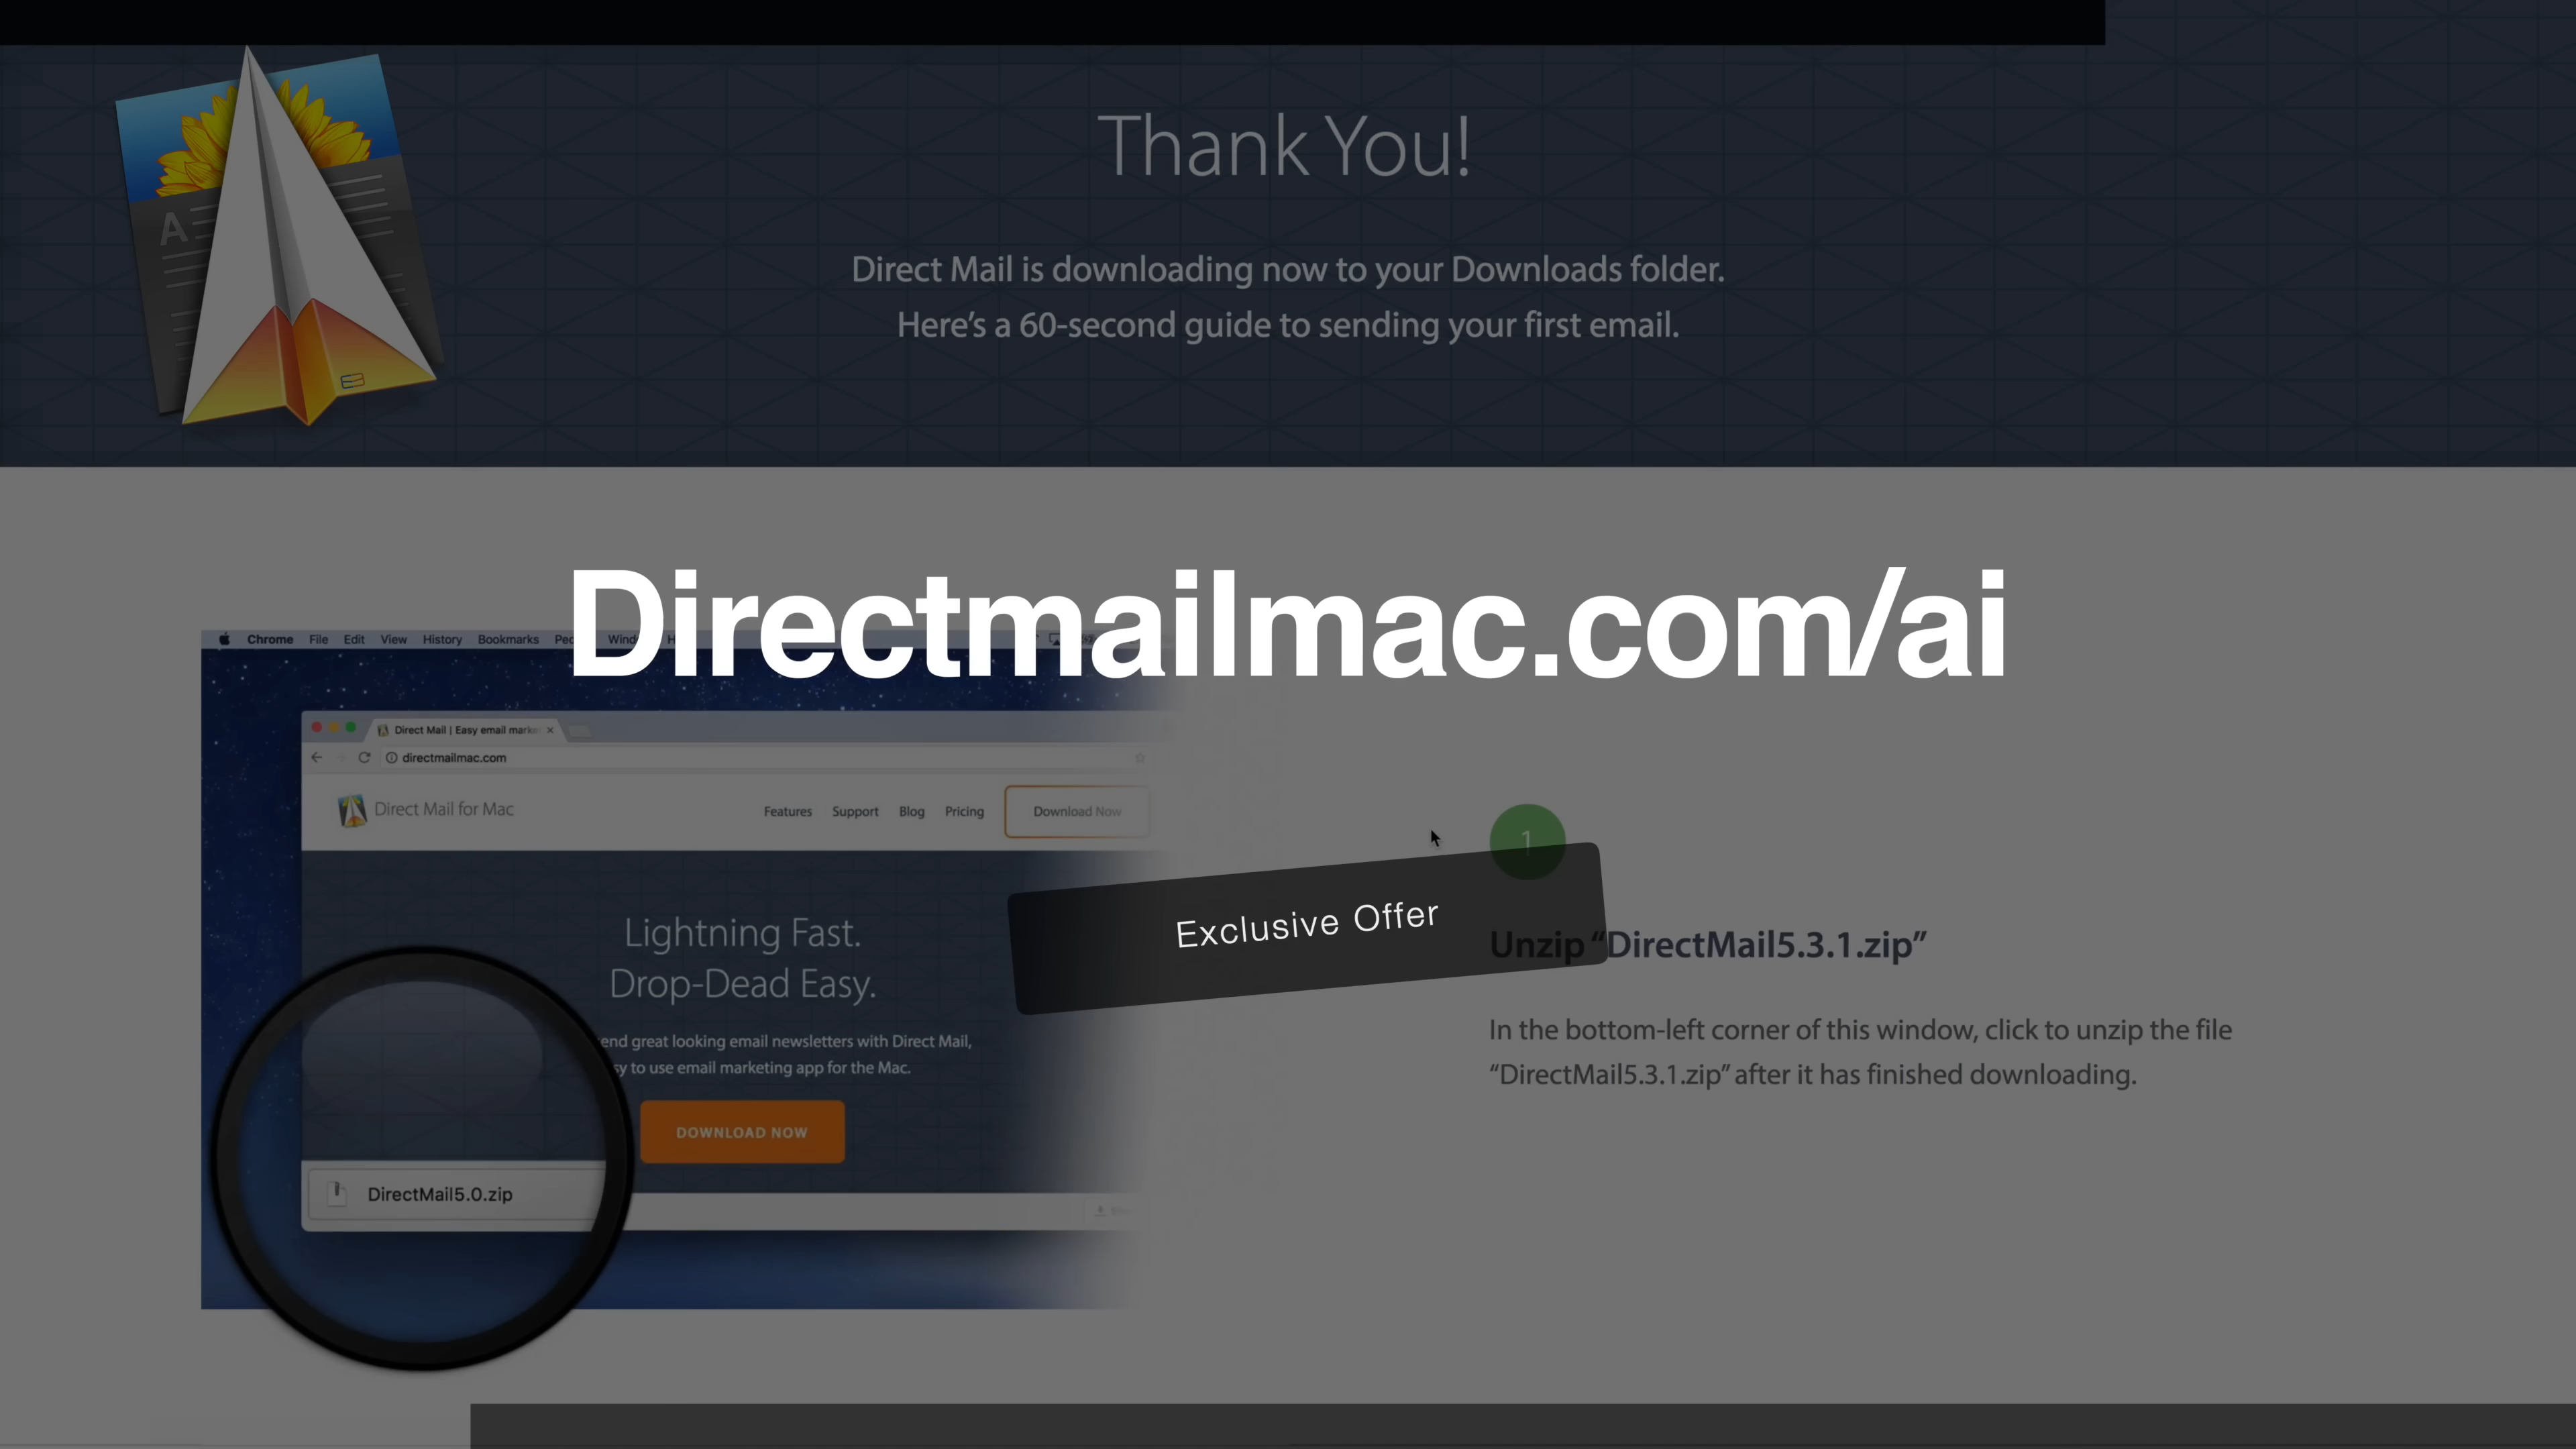 Thank You!
Direct Mail is downloading now to your Downloads folder.
Here's a 60-second guide to sending your first email.
A
Directmailmac.com/ai
Chrome File Edit View History Bookmarks
Direct Mail | Easy email marke
directmailmac.com
Direct Mail for Mac
Features Support Blog Pricing Download Now
Lightning Fast.
Drop-Dead Easy.
end great looking email newsletters with Direct Mail,
sy to use email marketing app for the Mac.
DOWNLOAD NOW
DirectMail5.0.zip
1
Exclusive Offer
Unzip “DirectMail5.3.1.zip”
In the bottom-left corner of this window, click to unzip the file
“DirectMail5.3.1.zip” after it has finished downloading.